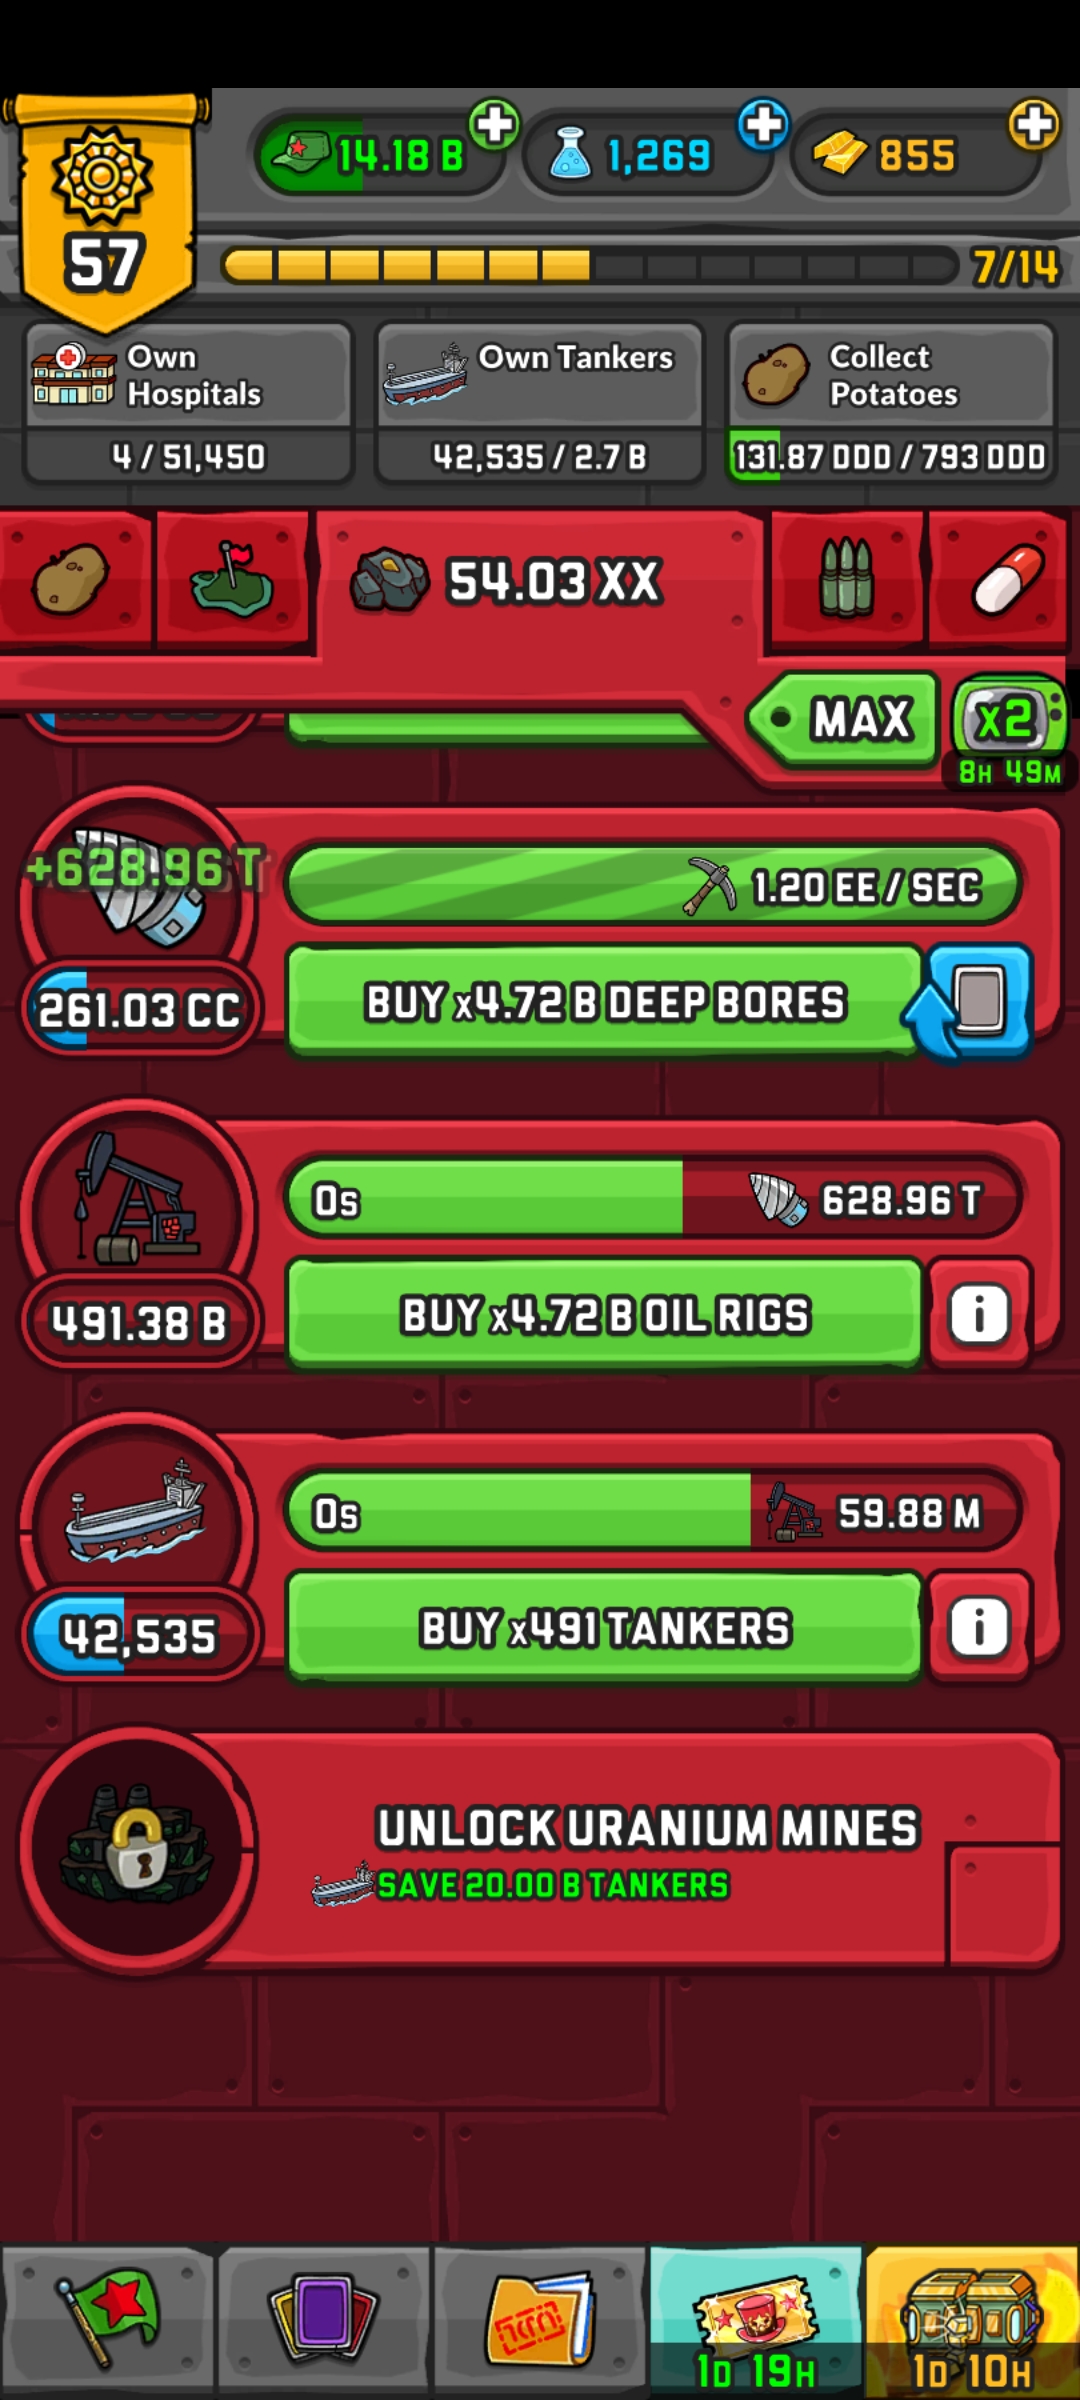 14.18 B
1,269
855
57
7/14
Own
Hospitals
4 / 51,450
Own Tankers
42,535 / 2.7 B
Collect
Potatoes
131.87 DDD / 793 DDD
54.03 XX
MAX
x2
8H 49M
+628.96 T
1.20 EE / SEC
261.03 CC
BUY x4.72 B DEEP BORES
0s
628.96 T
491.38 B
BUY x4.72 B OIL RIGS
i
0s
59.88 M
42,535
BUY x491 TANKERS
i
UNLOCK URANIUM MINES
SAVE 20.00 B TANKERS
1D 19H
1D 10H